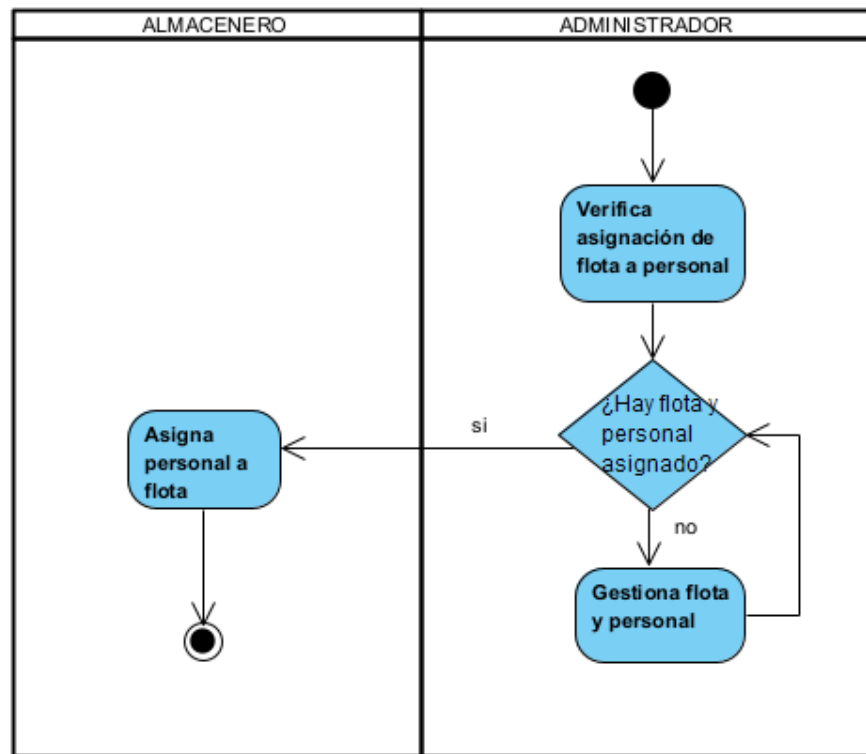 ALMACENERO
ADMINISTRADOR
Verifica
asignación de
flota a personal
¿Hay flota y
personal
asignado?
si
no
Asigna
personal a
flota
Gestiona flota
y personal